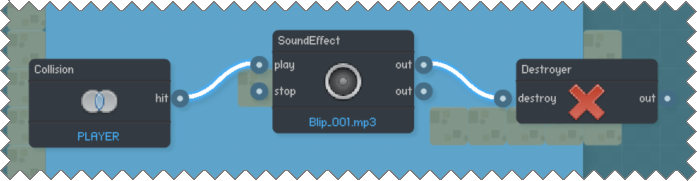 Collision
hit
PLAYER
SoundEffect
play out
stop out
Blip_001.mp3
Destroyer
destroy out